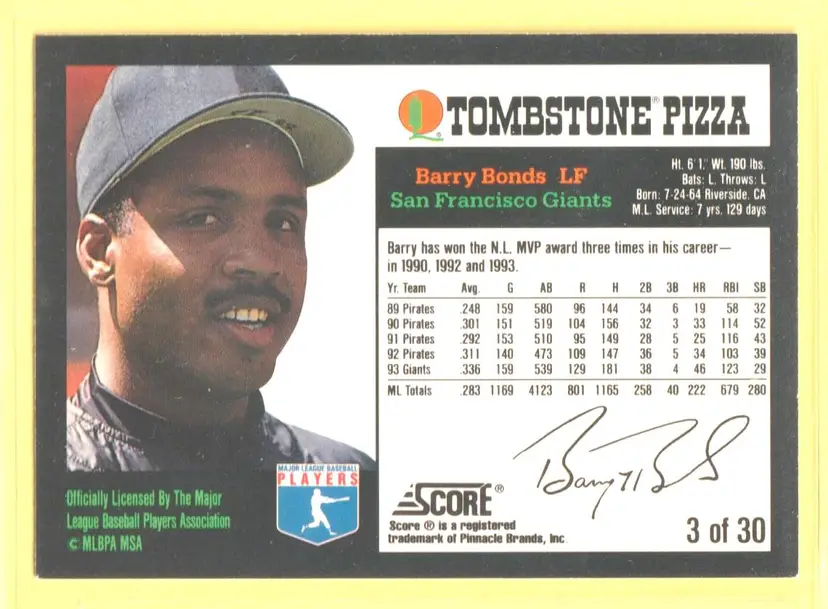 TOMBSTONE® PIZZA
Barry Bonds LF
San Francisco Giants
Ht. 6'1." Wt. 190 lbs.
Bats: L. Throws: L
Born: 7-24-64 Riverside, CA
M.L. Service: 7 yrs. 129 days
Barry has won the N.L. MVP award three times in his career—
in 1990, 1992 and 1993.
Yr. Team Avg. G AB R H 2B 3B HR RBI SB
89 Pirates .248 159 580 96 144 34 6 19 58 32
90 Pirates .301 151 519 104 156 32 3 33 114 52
91 Pirates .292 153 510 95 149 28 5 25 116 43
92 Pirates .311 140 473 109 147 36 5 34 103 39
93 Giants .336 159 539 129 181 38 4 46 123 29
ML Totals .283 1169 4123 801 1165 258 40 222 679 280
Barry Bonds
SCORE®
Score ® is a registered
trademark of Pinnacle Brands, Inc
3 of 30
MAJOR LEAGUE BASEBALL
PLAYERS
Officially Licensed By The Major
League Baseball Players Association
© MLBPA MSA